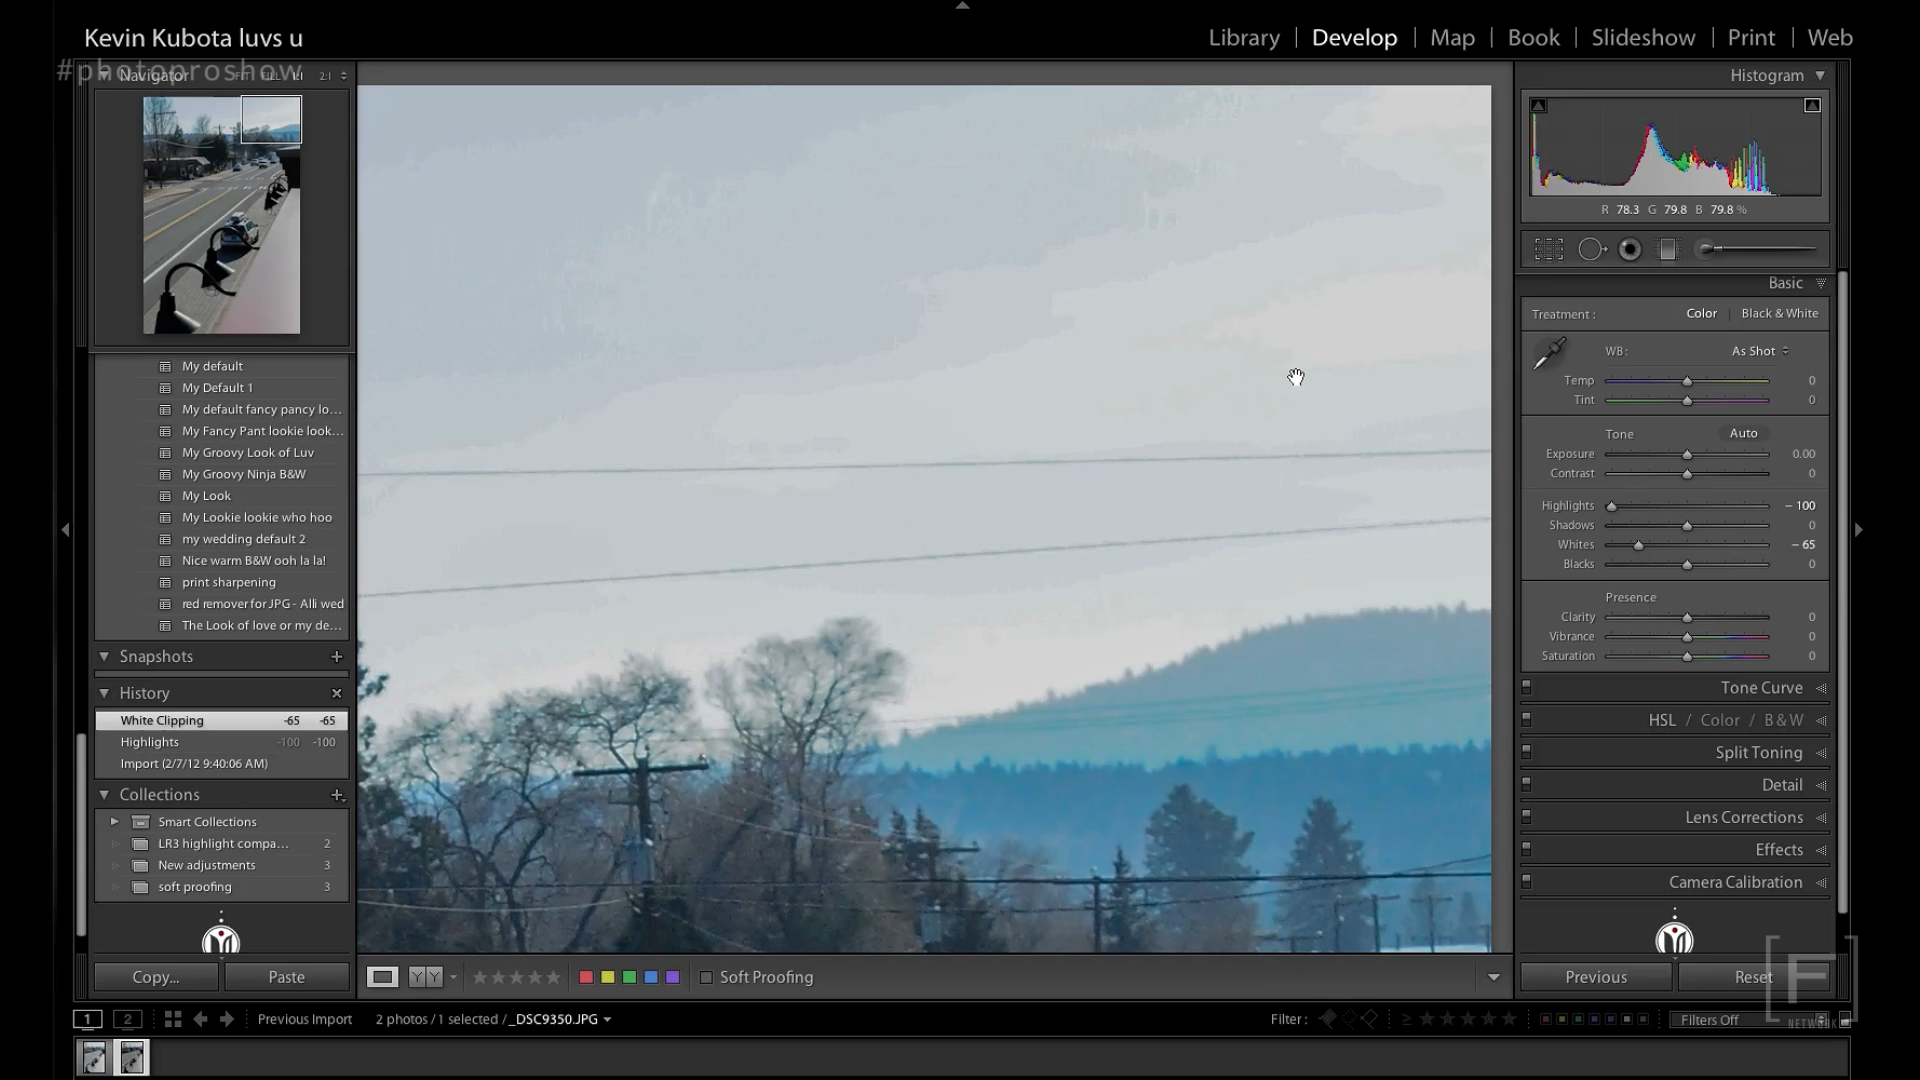 Kevin Kubota luvs u
Library | Develop | Map | Book | Slideshow | Print | Web
#photoproshow
Navigator FIT FILL 1:1 2:1
Histogram
R 78.3 G 79.8 B 79.8 %
Basic
Treatment : Color | Black & White
WB: As Shot
Temp 0
Tint 0
Tone Auto
Exposure 0.00
Contrast 0
Highlights – 100
Shadows 0
Whites – 65
Blacks 0
Presence
Clarity 0
Vibrance 0
Saturation 0
Tone Curve
HSL / Color / B & W
Split Toning
Detail
Lens Corrections
Effects
Camera Calibration
Previous Reset
My default
My Default 1
My default fancy pancy lo...
My Fancy Pant lookie look...
My Groovy Look of Luv
My Groovy Ninja B&W
My Look
My Lookie lookie who hoo
my wedding default 2
Nice warm B&W ooh la la!
print sharpening
red remover for JPG - Alli wed
The Look of love or my de...
Snapshots +
History ×
White Clipping -65 -65
Highlights -100 -100
Import (2/7/12 9:40:06 AM)
Collections +
Smart Collections
LR3 highlight compa... 2
New adjustments 3
soft proofing 3
Copy... Paste
YY
Soft Proofing
1 2 Previous Import 2 photos / 1 selected / _DSC9350.JPG
Filter : ≥ Filters Off
[F]
NETWORK